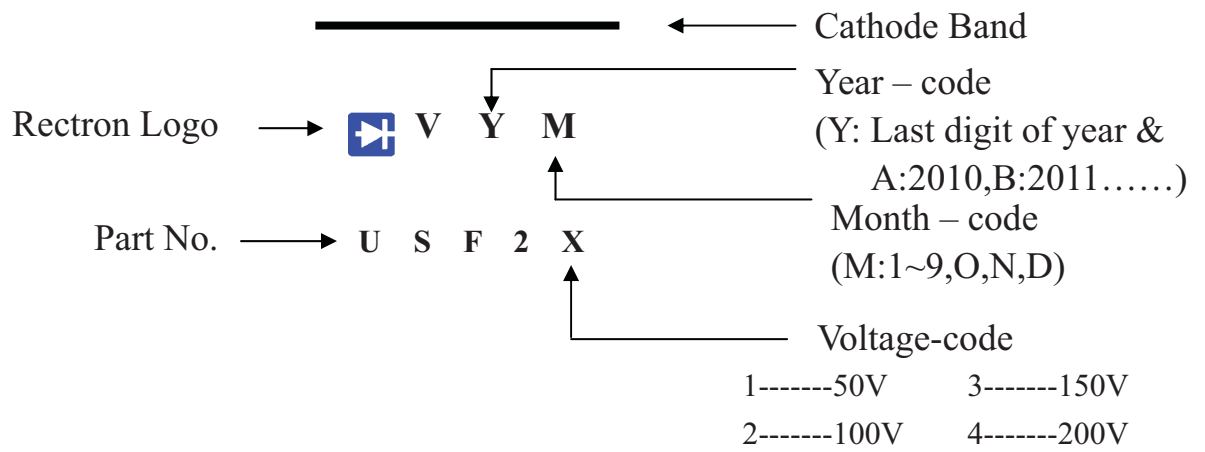 Cathode Band
Year – code
Rectron Logo V Y M (Y: Last digit of year &
A:2010,B:2011……)
Month – code
Part No. U S F 2 X
(M:1~9,O,N,D)
Voltage-code
1-------50V 3-------150V
2-------100V 4-------200V